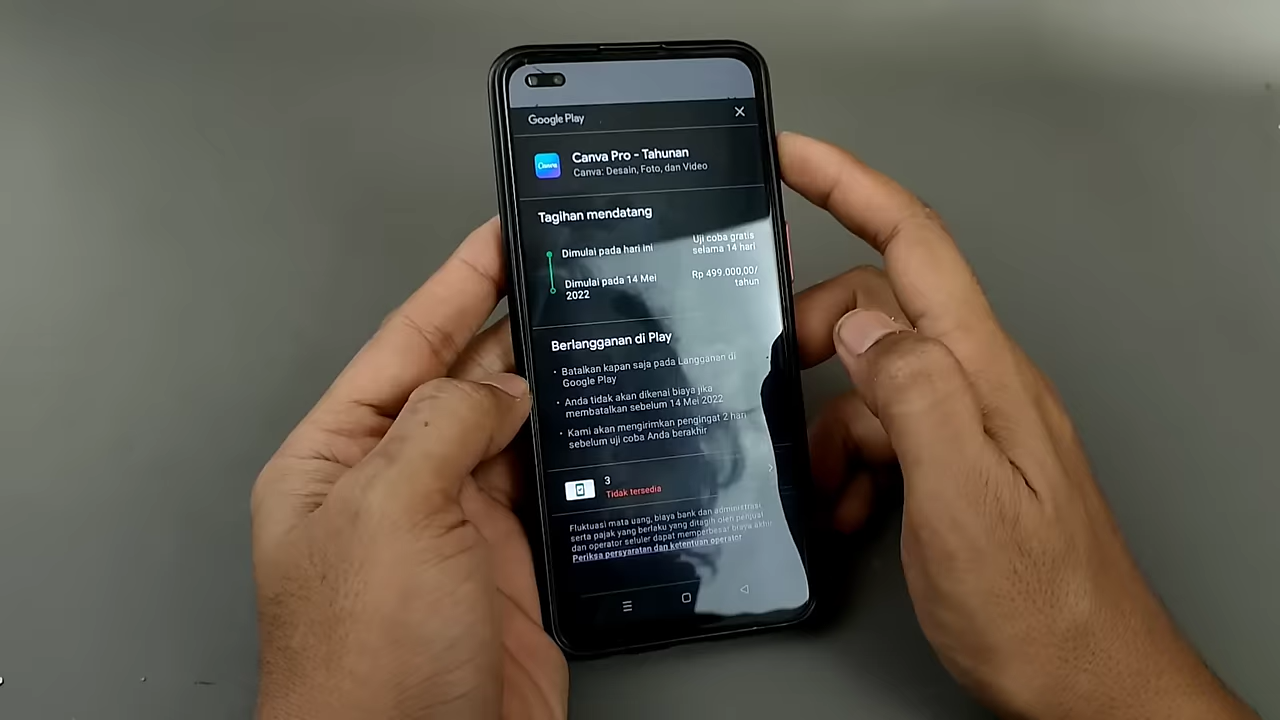 Google Play
Canva
Canva Pro - Tahunan
Canva: Desain, Foto, dan Video
Tagihan mendatang
Dimulai pada hari ini
Uji coba gratis
selama 14 hari
Dimulai pada 14 Mei
2022
Rp 499.000,00/
tahun
Berlangganan di Play
• Batalkan kapan saja pada Langganan di
Google Play
• Anda tidak akan dikenai biaya jika
membatalkan sebelum 14 Mei 2022
• Kami akan mengirimkan pengingat 2 hari
sebelum uji coba Anda berakhir
3
Tidak tersedia
Fluktuasi mata uang, biaya bank dan administrasi
serta pajak yang berlaku yang ditagih oleh penjual
dan operator seluler dapat memperbesar biaya akhir
Periksa persyaratan dan ketentuan operator